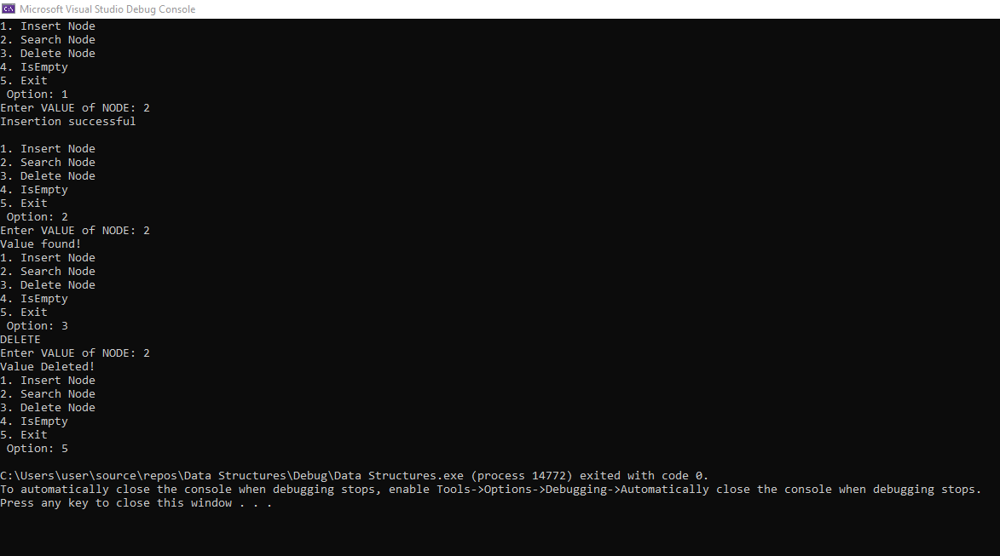 Microsoft Visual Studio Debug Console
1. Insert Node
2. Search Node
3. Delete Node
4. IsEmpty
5. Exit
 Option: 1
Enter VALUE of NODE: 2
Insertion successful

1. Insert Node
2. Search Node
3. Delete Node
4. IsEmpty
5. Exit
 Option: 2
Enter VALUE of NODE: 2
Value found!
1. Insert Node
2. Search Node
3. Delete Node
4. IsEmpty
5. Exit
 Option: 3
DELETE
Enter VALUE of NODE: 2
Value Deleted!
1. Insert Node
2. Search Node
3. Delete Node
4. IsEmpty
5. Exit
 Option: 5

C:\Users\user\source\repos\Data Structures\Debug\Data Structures.exe (process 14772) exited with code 0.
To automatically close the console when debugging stops, enable Tools->Options->Debugging->Automatically close the console when debugging stops.
Press any key to close this window . . .